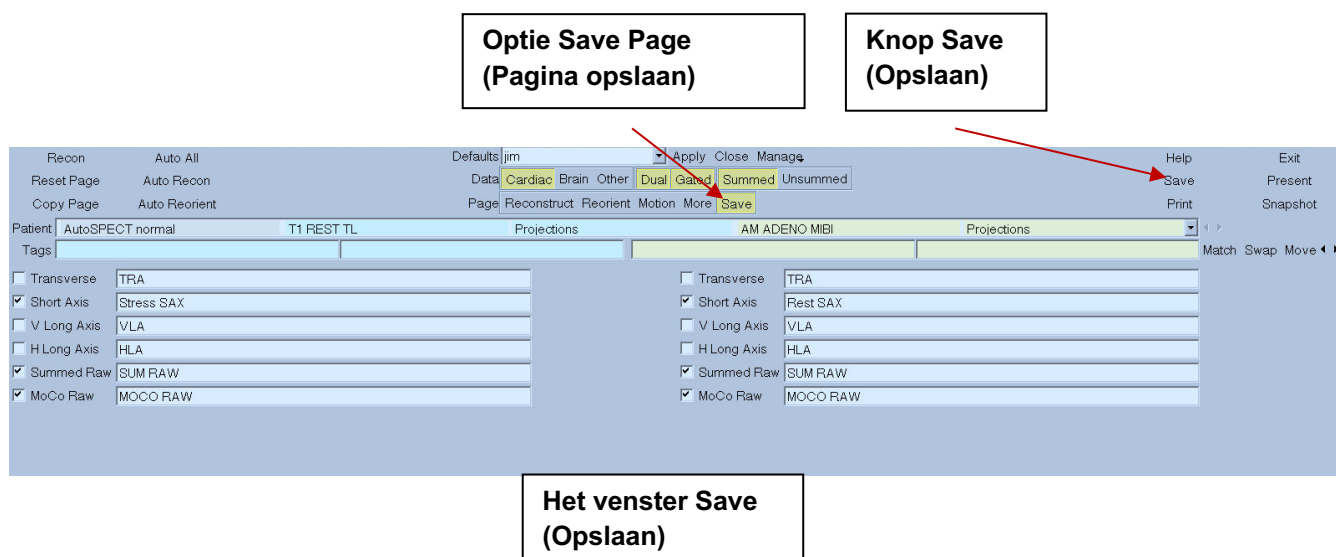 Optie Save Page
(Pagina opslaan)
Knop Save
(Opslaan)
Recon Auto All Defaults jim Apply Close Manage Help Exit
Reset Page Auto Recon Data Cardiac Brain Other Dual Gated Summed Unsummed Save Present
Copy Page Auto Reorient Page Reconstruct Reorient Motion More Save Print Snapshot
Patient AutoSPECT normal T1 REST TL Projections AM ADENO MIBI Projections
Tags Match Swap Move
Transverse TRA Transverse TRA
Short Axis Stress SAX Short Axis Rest SAX
V Long Axis VLA V Long Axis VLA
H Long Axis HLA H Long Axis HLA
Summed Raw SUM RAW Summed Raw SUM RAW
MoCo Raw MOCO RAW MoCo Raw MOCO RAW
Het venster Save
(Opslaan)